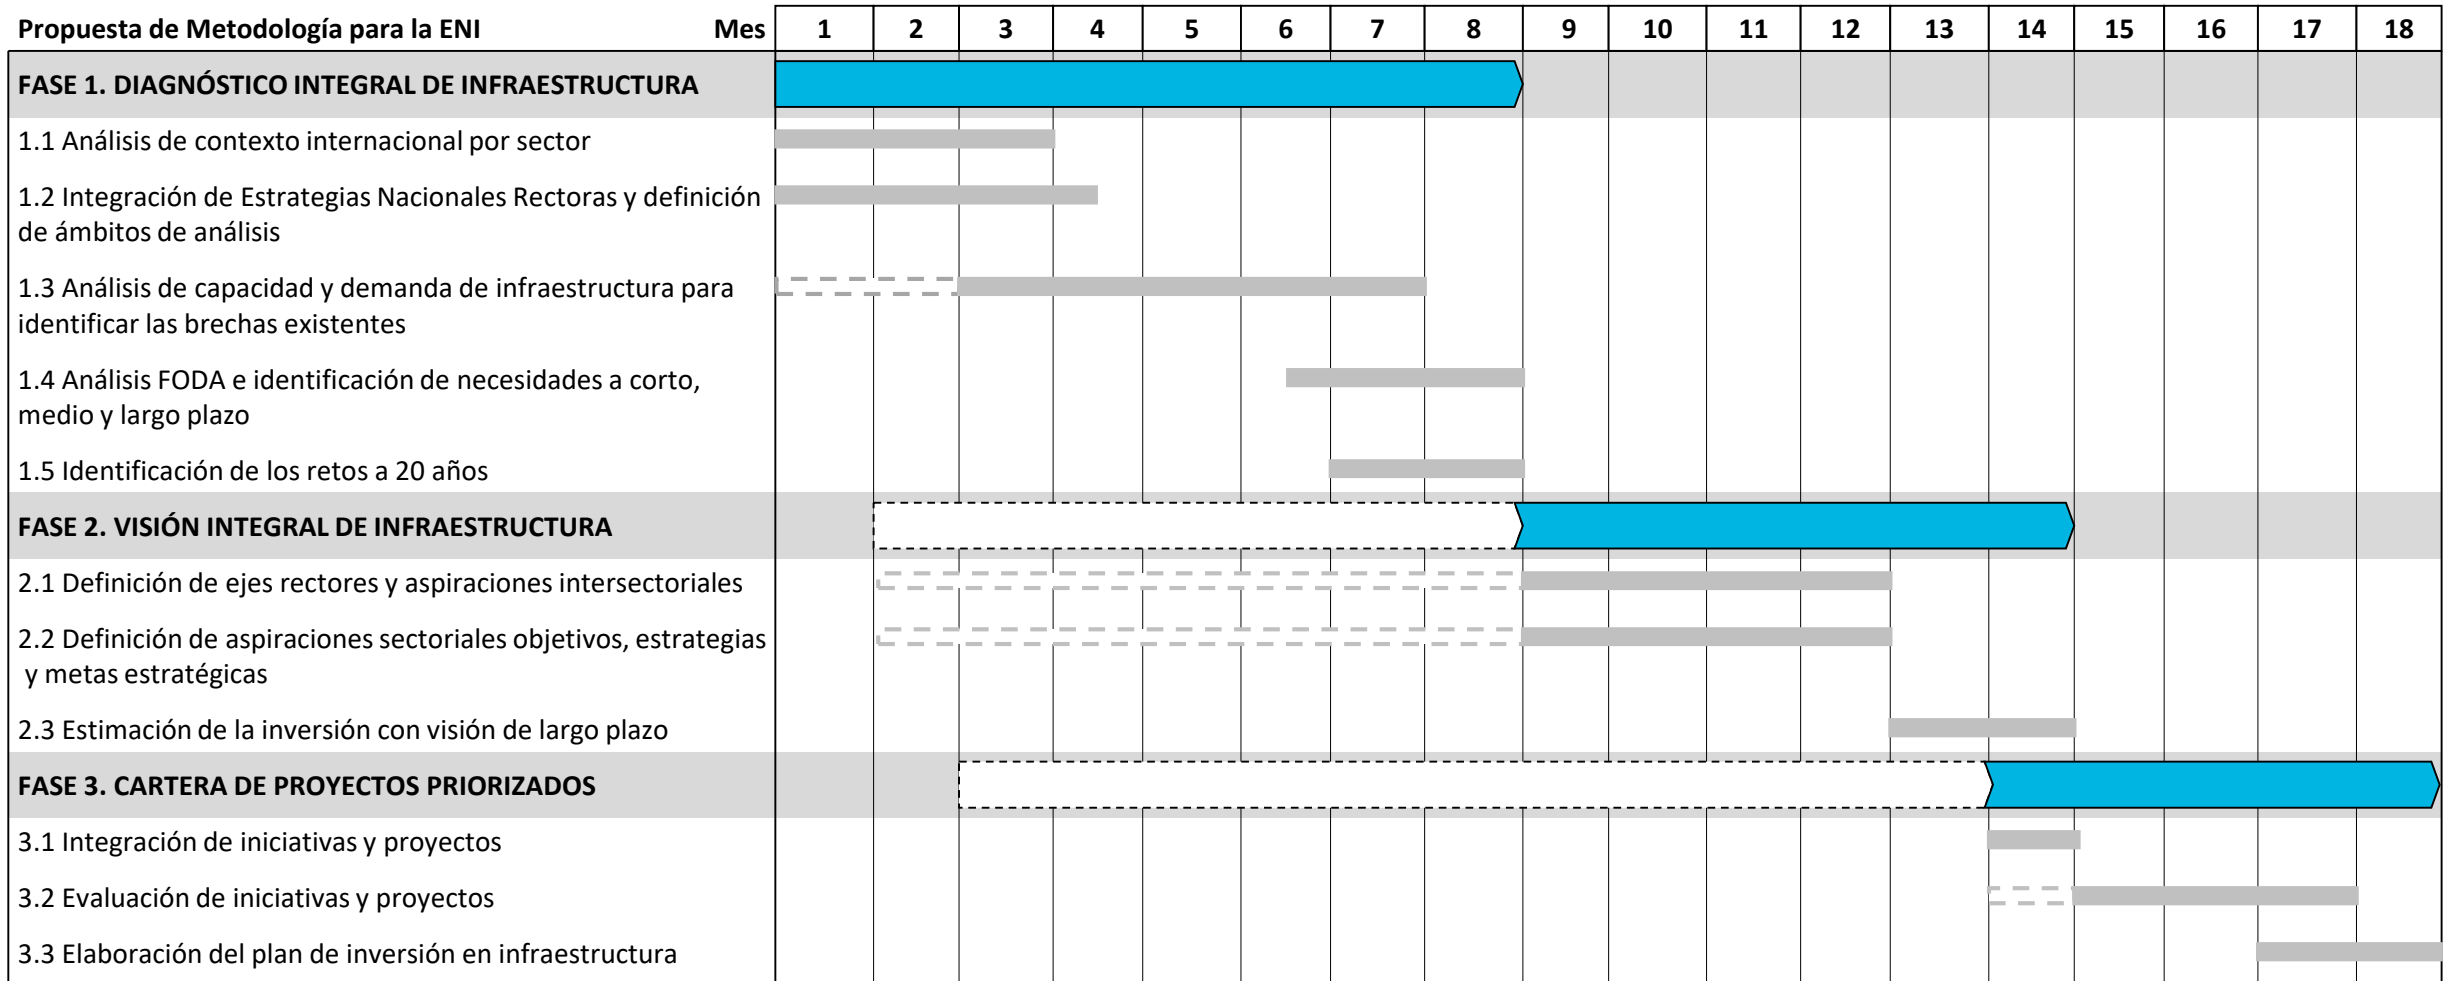 Propuesta de Metodología para la ENI Mes 1 2 3 4 5 6 7 8 9 10 11 12 13 14 15 16 17 18
FASE 1. DIAGNÓSTICO INTEGRAL DE INFRAESTRUCTURA
1.1 Análisis de contexto internacional por sector
1.2 Integración de Estrategias Nacionales Rectoras y definición
de ámbitos de análisis
1.3 Análisis de capacidad y demanda de infraestructura para
identificar las brechas existentes
1.4 Análisis FODA e identificación de necesidades a corto,
medio y largo plazo
1.5 Identificación de los retos a 20 años
FASE 2. VISIÓN INTEGRAL DE INFRAESTRUCTURA
2.1 Definición de ejes rectores y aspiraciones intersectoriales
2.2 Definición de aspiraciones sectoriales objetivos, estrategias
y metas estratégicas
2.3 Estimación de la inversión con visión de largo plazo
FASE 3. CARTERA DE PROYECTOS PRIORIZADOS
3.1 Integración de iniciativas y proyectos
3.2 Evaluación de iniciativas y proyectos
3.3 Elaboración del plan de inversión en infraestructura